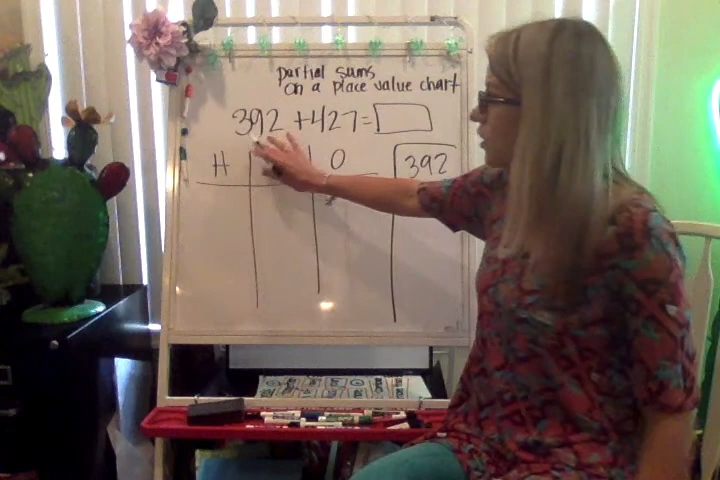 partial sums
on a place value chart
392 + 427 =
H O 392